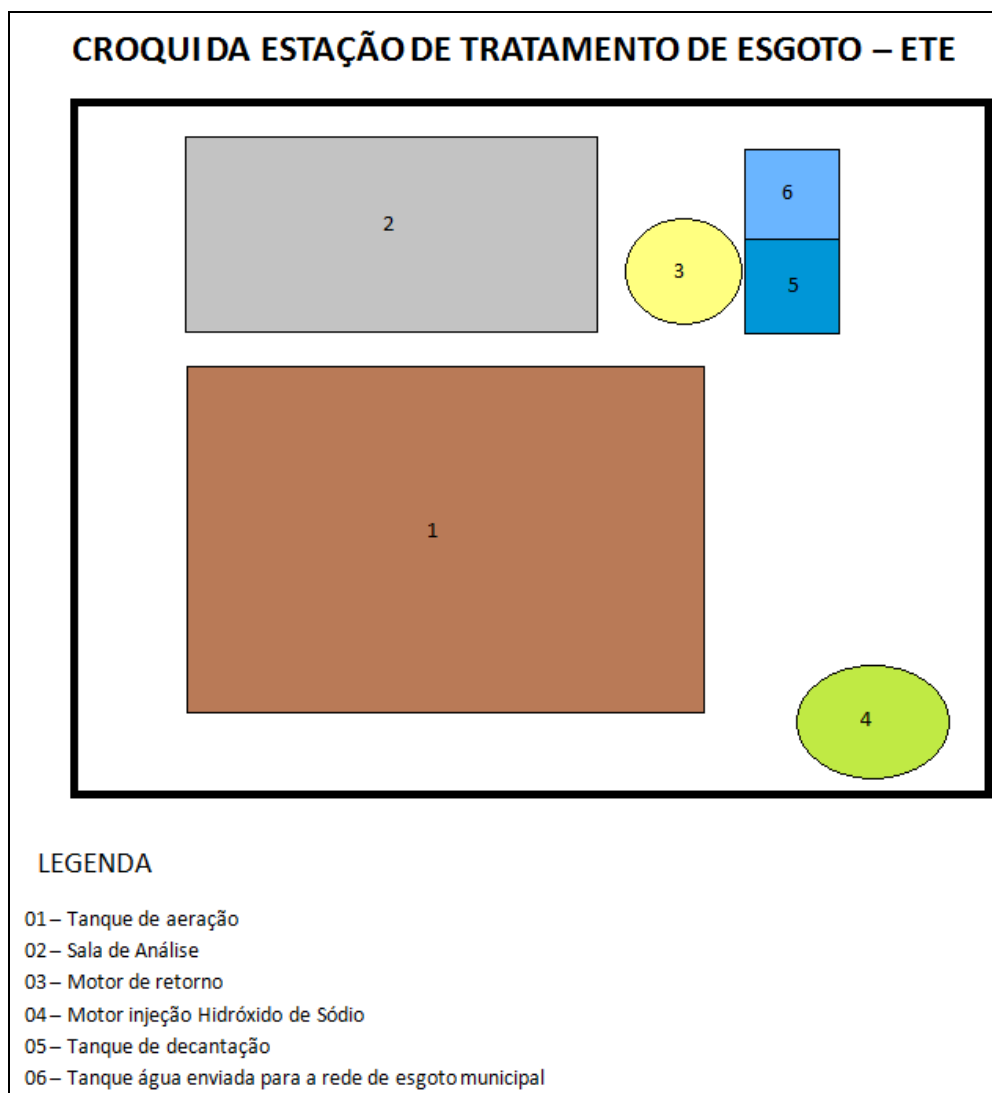 CROQUI DA ESTAÇÃO DE TRATAMENTO DE ESGOTO – ETE
6
2
3
5
1
4
LEGENDA
01 – Tanque de aeração
02 – Sala de Análise
03 – Motor de retorno
04 – Motor injeção Hidróxido de Sódio
05 – Tanque de decantação
06 – Tanque água enviada para a rede de esgoto municipal